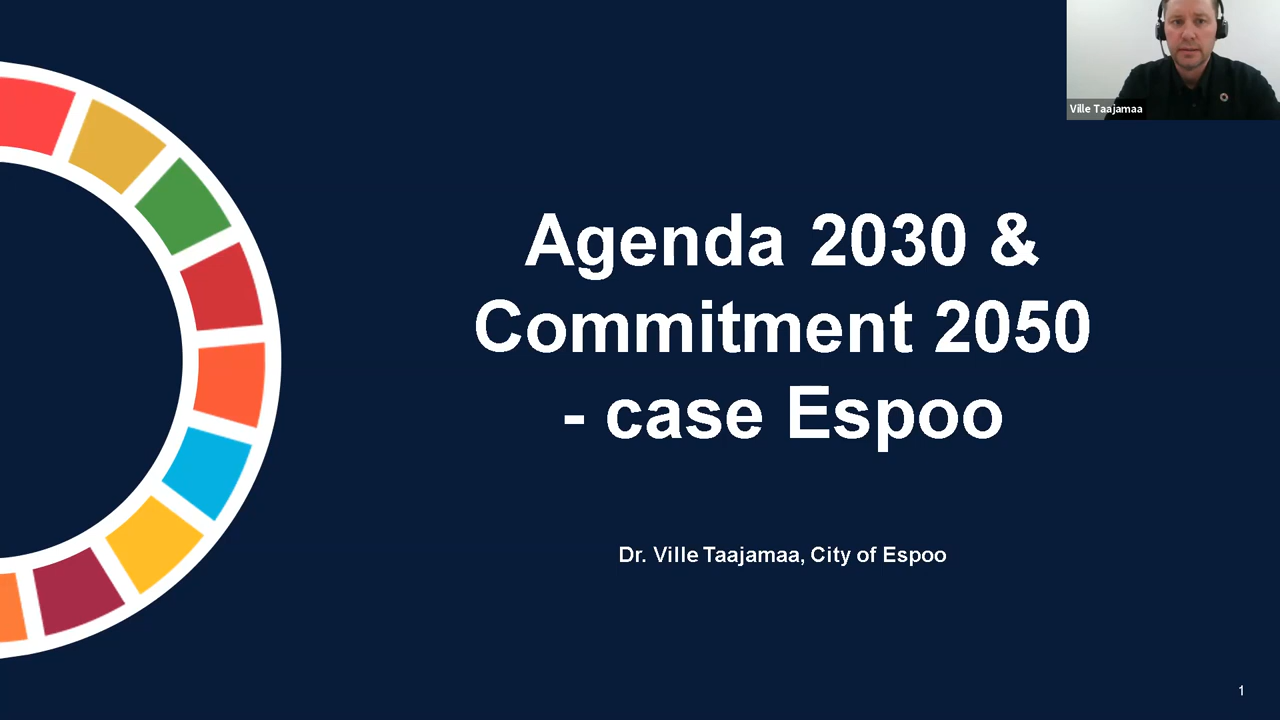 Ville Taajamaa
Agenda 2030 &
Commitment 2050
- case Espoo
Dr. Ville Taajamaa, City of Espoo
1